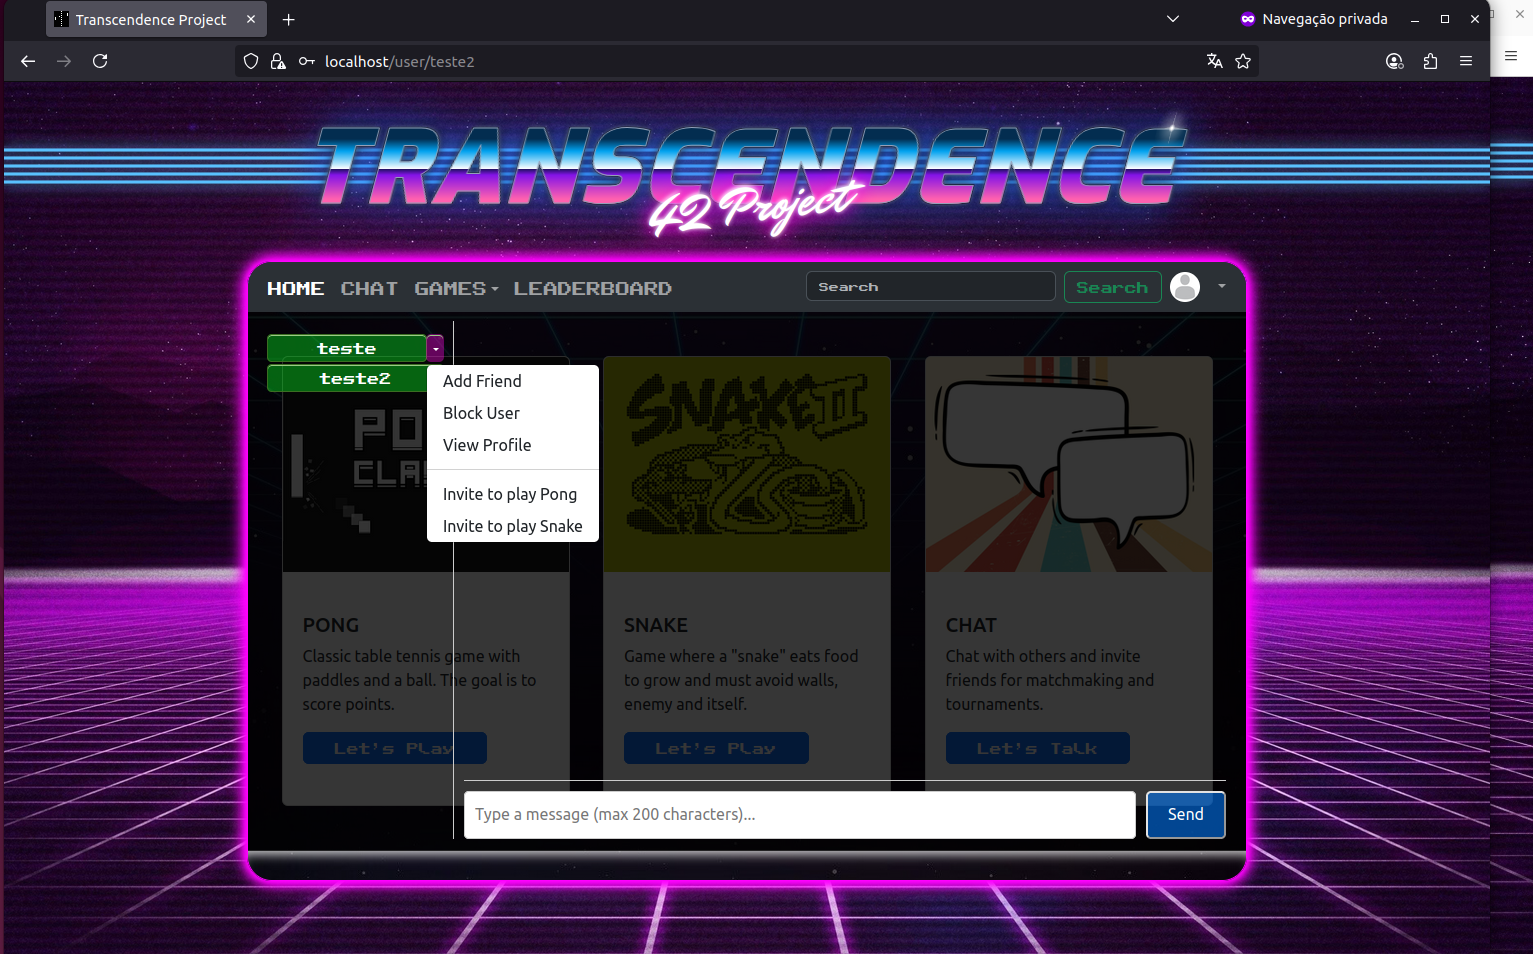 Transcendence Project
Navegação privada
localhost/user/teste2
TRANSCENDENCE
42 Project
HOME CHAT GAMES LEADERBOARD Search Search
teste
teste2
Add Friend
Block User
View Profile
Invite to play Pong
Invite to play Snake
PO
CLA
SNAKE II
PONG
Classic table tennis game with
paddles and a ball. The goal is to
score points.
Let's Play
SNAKE
Game where a "snake" eats food
to grow and must avoid walls,
enemy and itself.
Let's Play
CHAT
Chat with others and invite
friends for matchmaking and
tournaments.
Let's Talk
Type a message (max 200 characters)...
Send